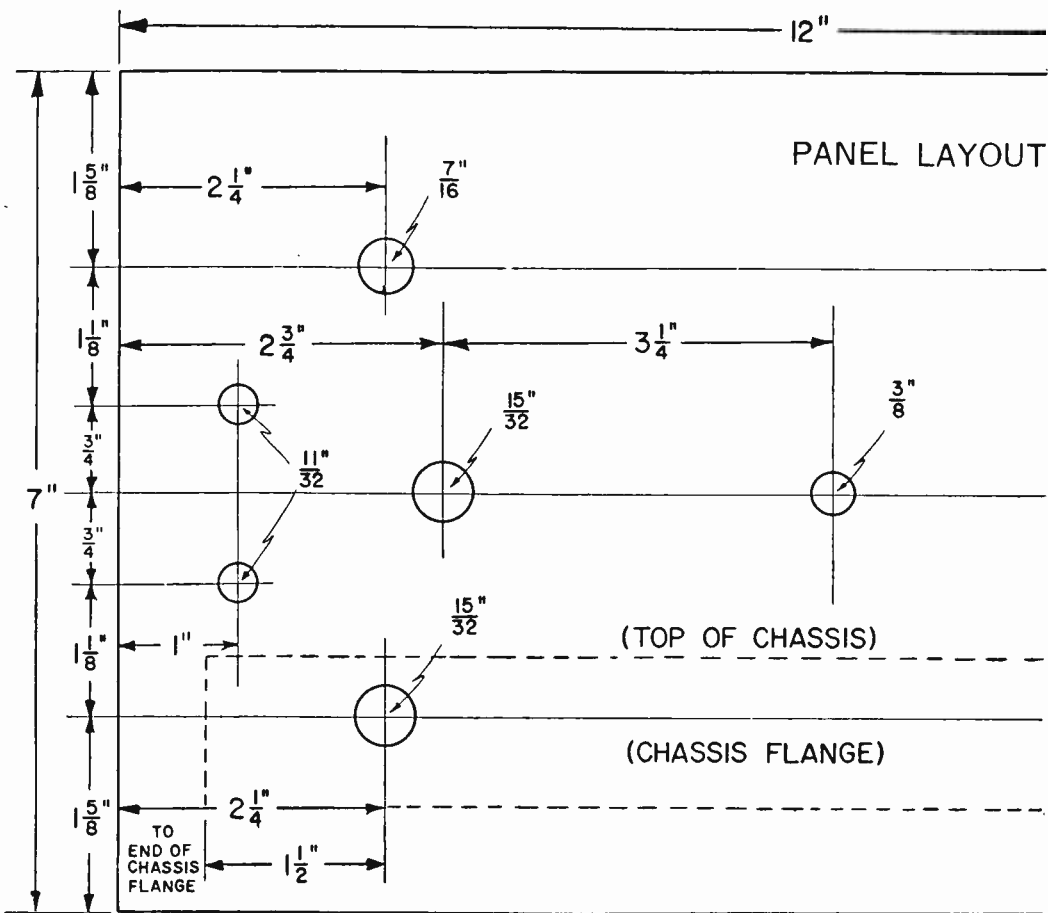 12"
PANEL LAYOUT
1 5/8"
2 1/4"
7/16"
1 1/8"
2 3/4"
3 1/4"
15/32"
3/8"
3/4"
11/32"
7"
3/4"
15/32"
1 1/8"
1"
(TOP OF CHASSIS)
(CHASSIS FLANGE)
1 5/8"
2 1/4"
TO
END OF
CHASSIS
FLANGE
1 1/2"